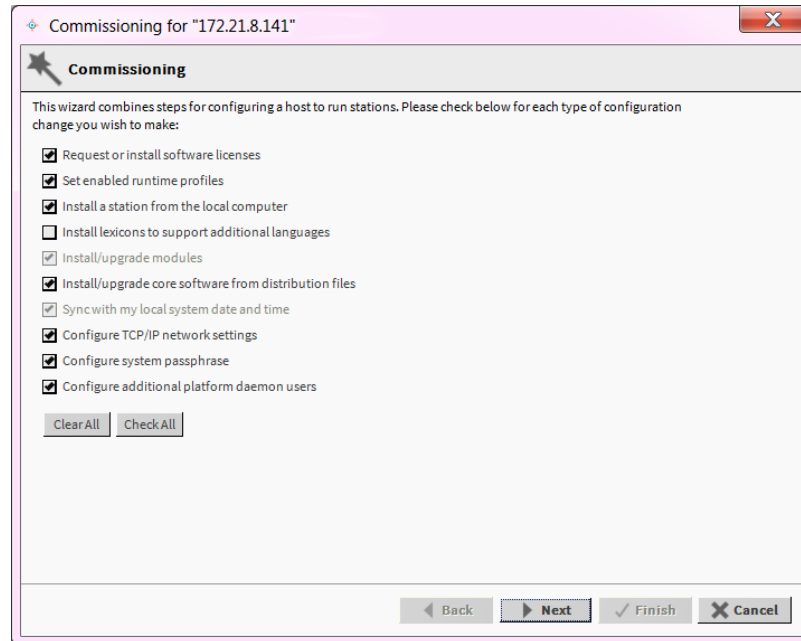 Commissioning for "172.21.8.141"
Commissioning
This wizard combines steps for configuring a host to run stations. Please check below for each type of configuration
change you wish to make:
Request or install software licenses
Set enabled runtime profiles
Install a station from the local computer
Install lexicons to support additional languages
Install/upgrade modules
Install/upgrade core software from distribution files
Sync with my local system date and time
Configure TCP/IP network settings
Configure system passphrase
Configure additional platform daemon users
Clear All Check All
Back Next Finish Cancel